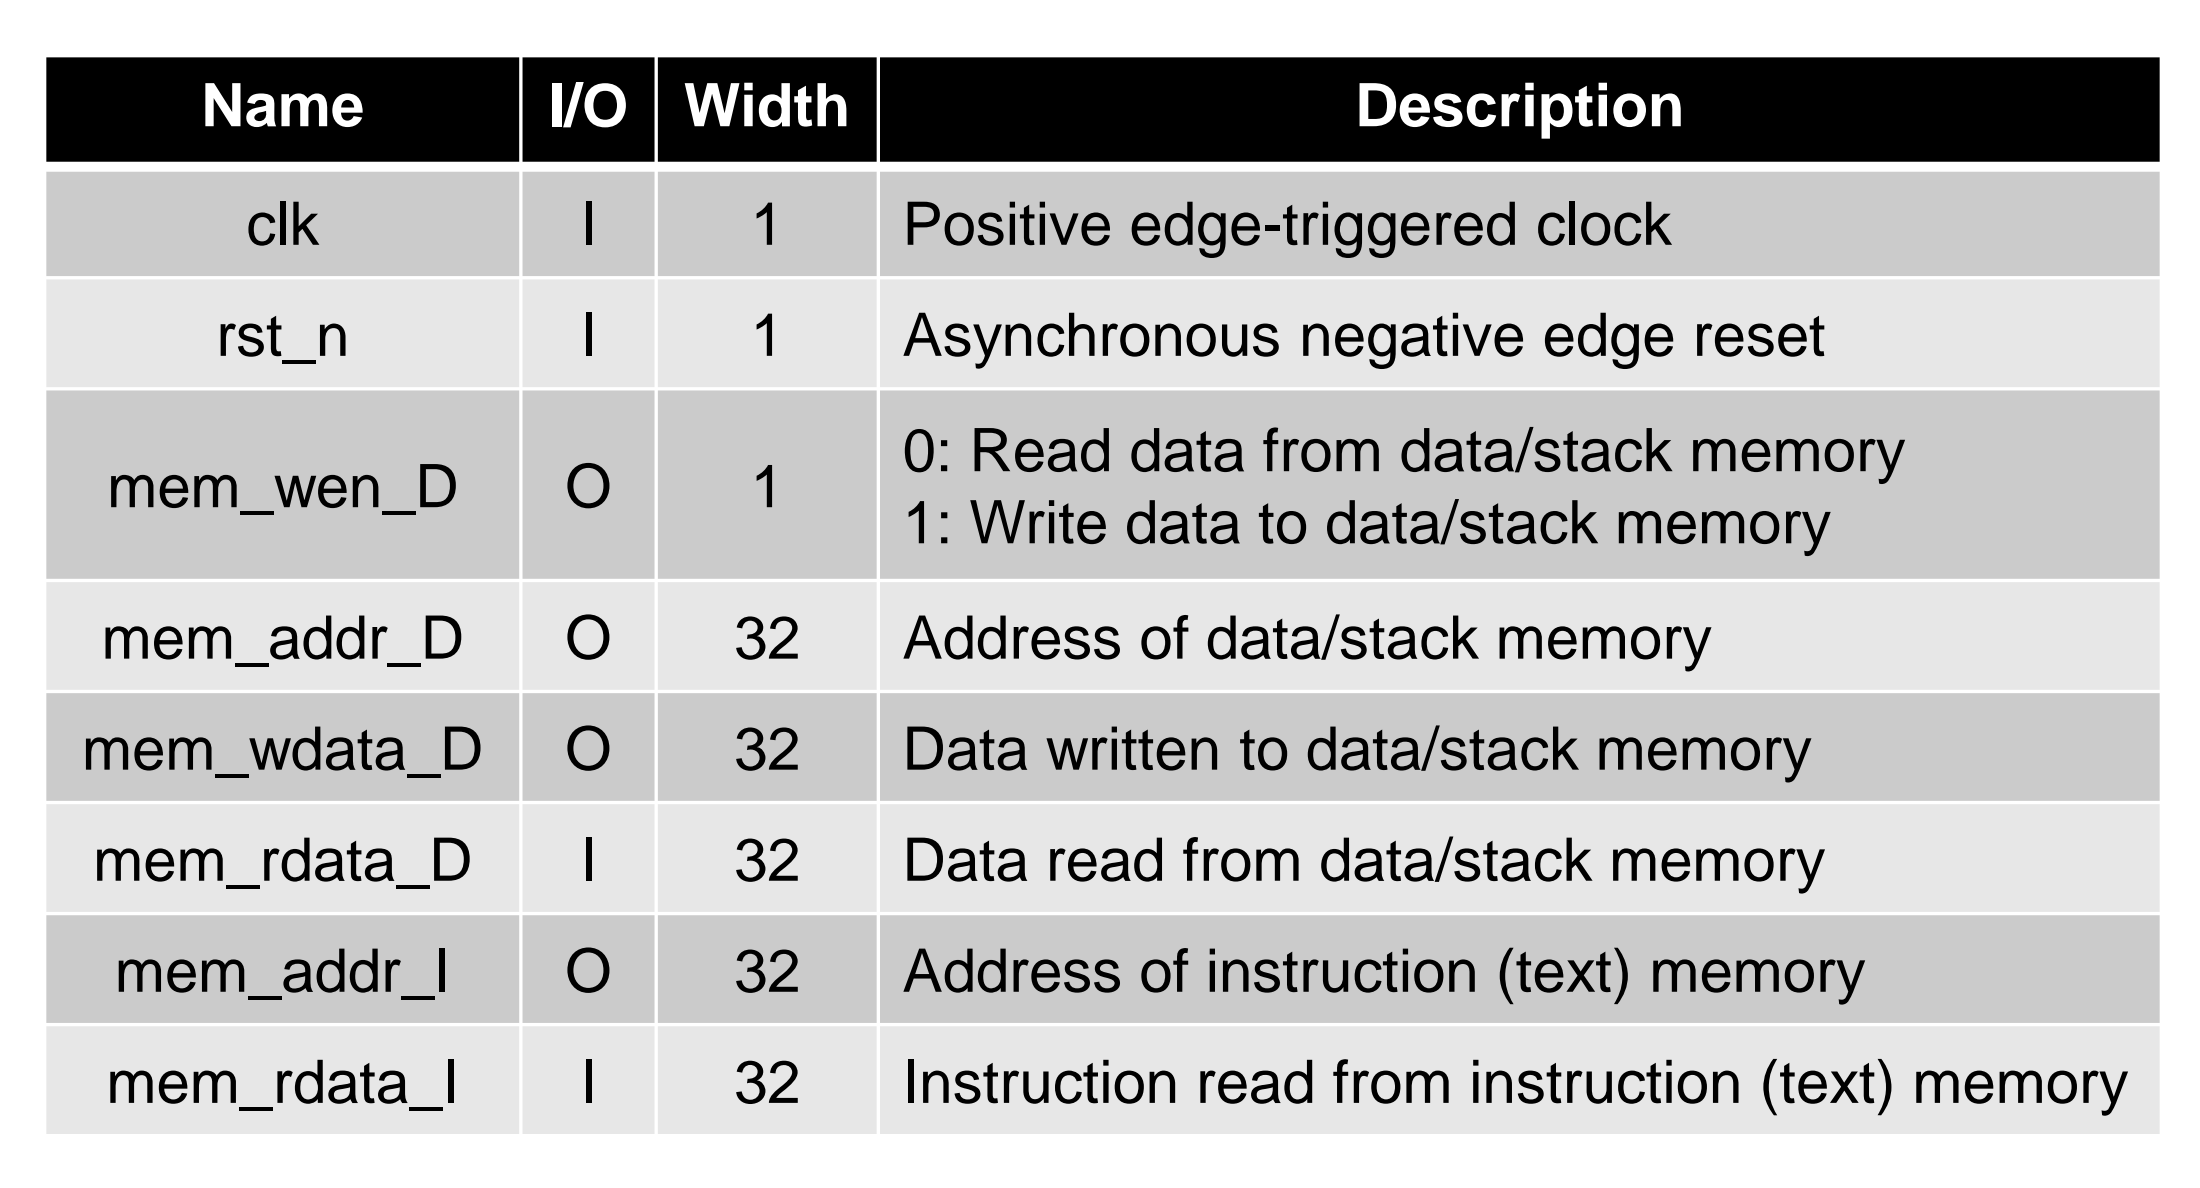 Name I/O Width Description
clk I 1 Positive edge-triggered clock
rst_n I 1 Asynchronous negative edge reset
mem_wen_D O 1 0: Read data from data/stack memory
1: Write data to data/stack memory
mem_addr_D O 32 Address of data/stack memory
mem_wdata_D O 32 Data written to data/stack memory
mem_rdata_D I 32 Data read from data/stack memory
mem_addr_I O 32 Address of instruction (text) memory
mem_rdata_I I 32 Instruction read from instruction (text) memory